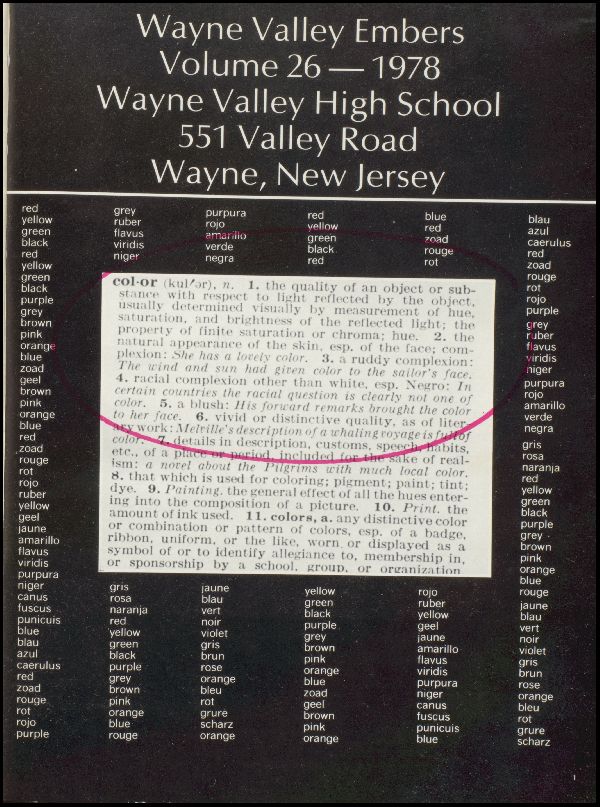 Wayne Valley Embers
Volume 26 — 1978
Wayne Valley High School
551 Valley Road
Wayne, New Jersey
red
yellow
green
black
red
yellow
green
black
purple
grey
brown
pink
orange
blue
zoad
geel
brown
pink
orange
blue
red
zoad
rouge
rot
rojo
ruber
yellow
geel
jaune
amarillo
flavus
viridis
purpura
niger
canus
fuscus
punicuis
blue
blau
azul
caerulus
red
zoad
rouge
rot
rojo
purple
grey
ruber
flavus
viridis
niger
purpura
rojo
amarillo
verde
negra
red
yellow
green
black
red
blue
red
zoad
rouge
rot
col·or (kul′ər), n. 1. the quality of an object or sub-
stance with respect to light reflected by the object,
usually determined visually by measurement of hue,
saturation, and brightness of the reflected light; the
property of finite saturation or chroma; hue. 2. the
natural appearance of the skin, esp. of the face; com-
plexion: She has a lovely color. 3. a ruddy complexion:
The wind and sun had given color to the sailor's face.
4. racial complexion other than white, esp. Negro: In
certain countries the racial question is clearly not one of
color. 5. a blush: His forward remarks brought the color
to her face. 6. vivid or distinctive quality, as of liter-
ary work: Melville's description of a whaling voyage is full of
color. 7. details in description, customs, speech, habits,
etc., of a place or period, included for the sake of real-
ism: a novel about the Pilgrims with much local color.
8. that which is used for coloring; pigment; paint; tint;
dye. 9. Painting. the general effect of all the hues enter-
ing into the composition of a picture. 10. Print. the
amount of ink used. 11. colors, a. any distinctive color
or combination or pattern of colors, esp. of a badge,
ribbon, uniform, or the like, worn or displayed as a
symbol of or to identify allegiance to, membership in,
or sponsorship by a school, group, or organization
gris
rosa
naranja
red
yellow
green
black
purple
grey
brown
pink
orange
blue
rouge
jaune
blau
vert
noir
violet
gris
brun
rose
orange
bleu
rot
grure
scharz
orange
yellow
green
black
purple
grey
brown
pink
orange
blue
zoad
geel
brown
pink
orange
rojo
ruber
yellow
geel
jaune
amarillo
flavus
viridis
purpura
niger
canus
fuscus
punicuis
blue
blau
azul
caerulus
red
zoad
rouge
rot
rojo
purple
grey
ruber
flavus
viridis
niger
purpura
rojo
amarillo
verde
negra
gris
rosa
naranja
red
yellow
green
black
purple
grey
brown
pink
orange
blue
rouge
jaune
blau
vert
noir
violet
gris
brun
rose
orange
bleu
rot
grure
scharz
1